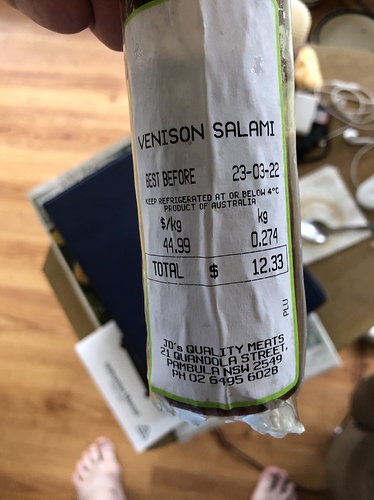 VENISON SALAMI
BEST BEFORE 23-03-22
KEEP REFRIGERATED AT OR BELOW 4°C
PRODUCT OF AUSTRALIA
$/kg kg
44.99 0.274
TOTAL $ 12.33
PLU
JD's QUALITY MEATS
21 QUANDOLA STREET,
PAMBULA NSW 2549
PH 02 6495 6028